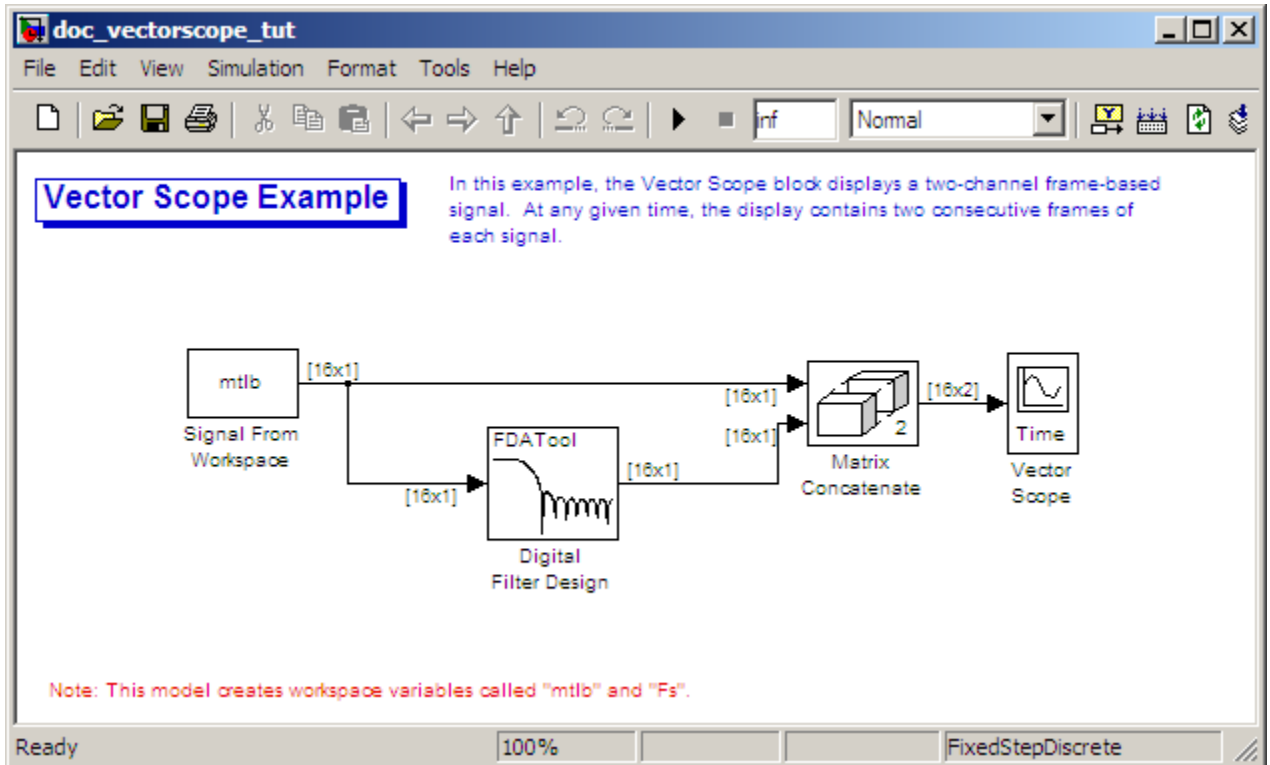 doc_vectorscope_tut
File Edit View Simulation Format Tools Help
inf Normal
Vector Scope Example
In this example, the Vector Scope block displays a two-channel frame-based
signal. At any given time, the display contains two consecutive frames of
each signal.
mtlb
[16x1]
Signal From
Workspace
[16x1]
FDATool
[16x1]
Digital
Filter Design
[16x1]
[16x1]
2
Matrix
Concatenate
[16x2]
Time
Vector
Scope
Note: This model creates workspace variables called "mtlb" and "Fs".
Ready 100% FixedStepDiscrete